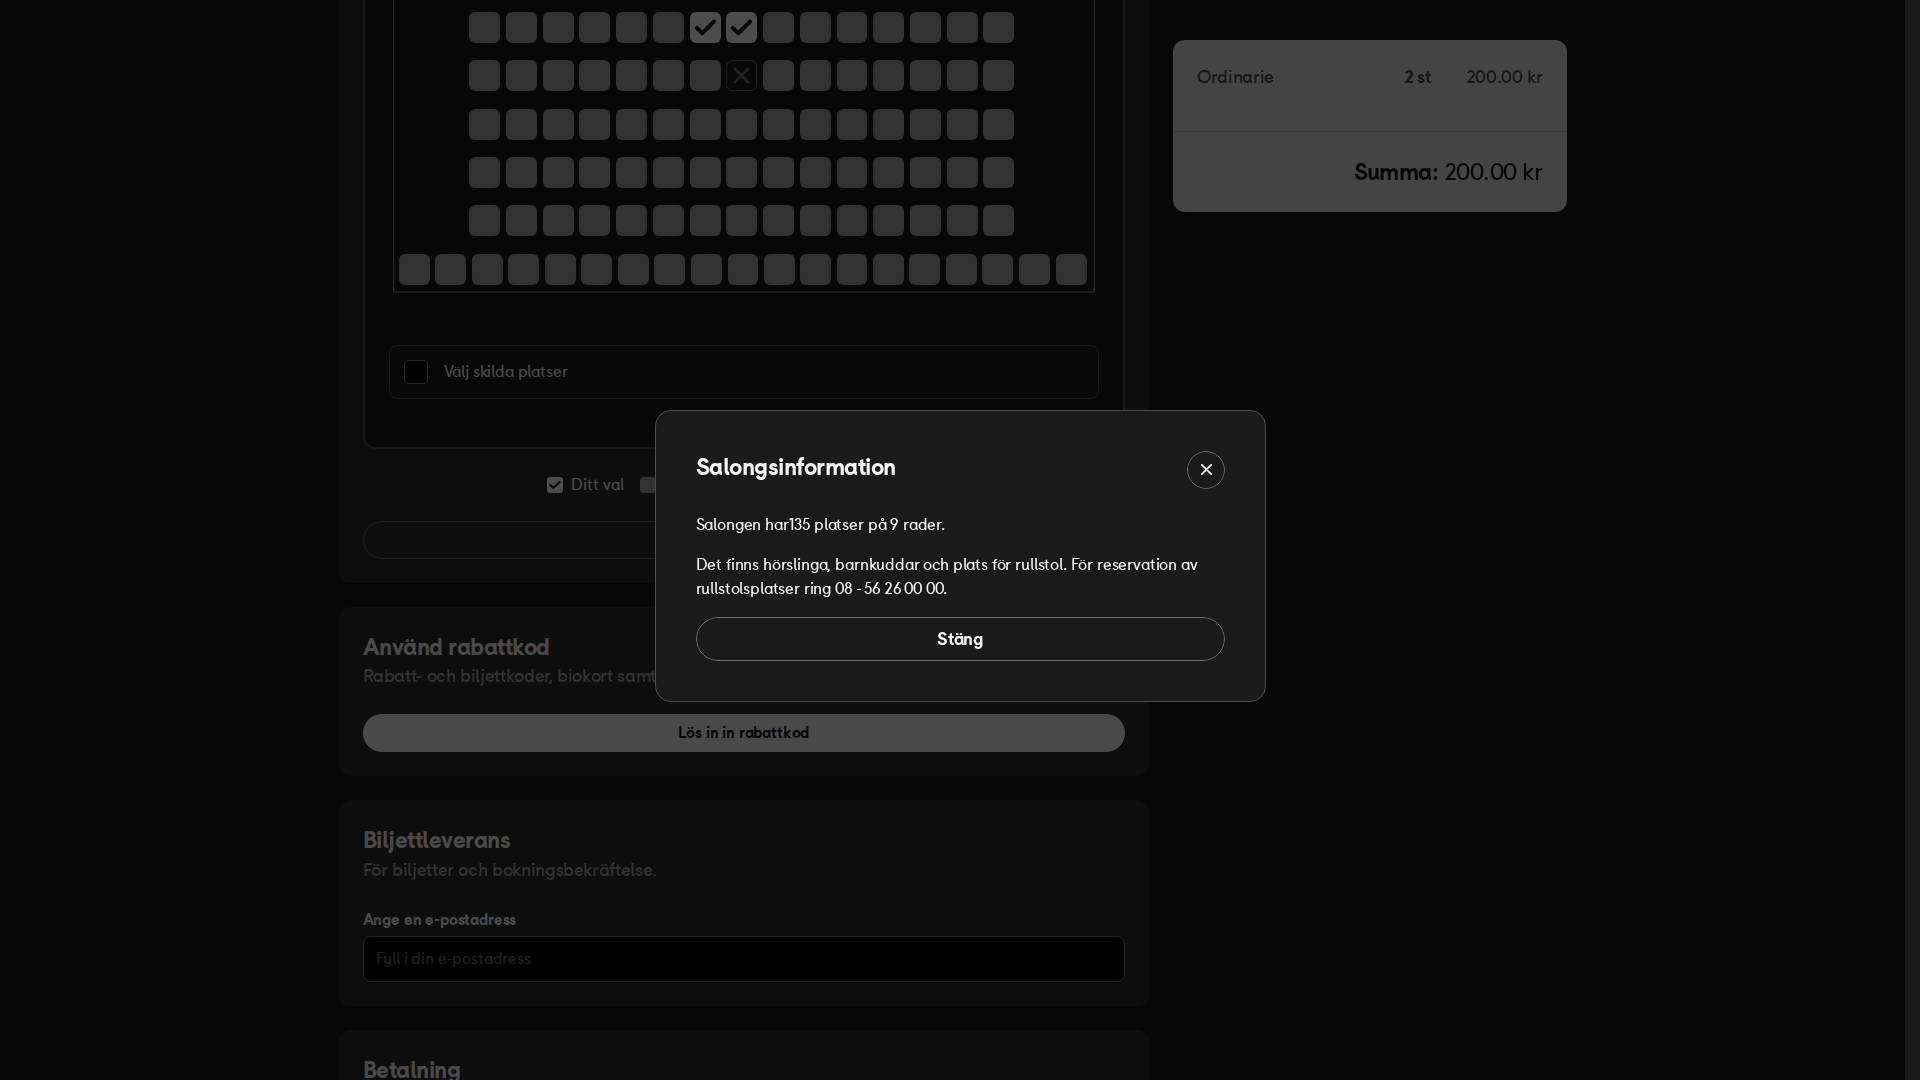 Ordinarie 2 st 200.00 kr
Summa: 200.00 kr
Välj skilda platser
Ditt val
Salongsinformation
Salongen har135 platser på 9 rader.
Det finns hörslinga, barnkuddar och plats för rullstol. För reservation av
rullstolsplatser ring 08 - 56 26 00 00.
Stäng
Använd rabattkod
Rabatt- och biljettkoder, biokort samt
Lös in in rabattkod
Biljettleverans
För biljetter och bokningsbekräftelse.
Ange en e-postadress
Fyll i din e-postadress
Betalning